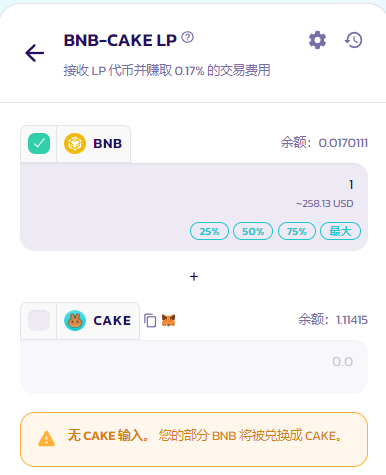 BNB-CAKE LP
接收 LP 代币并赚取 0.17% 的交易费用
BNB 余额：0.0170111
1
~258.13 USD
25% 50% 75% 最大
+
CAKE 余额：1.11415
0.0
无 CAKE 输入。 您的部分 BNB 将被兑换成 CAKE。